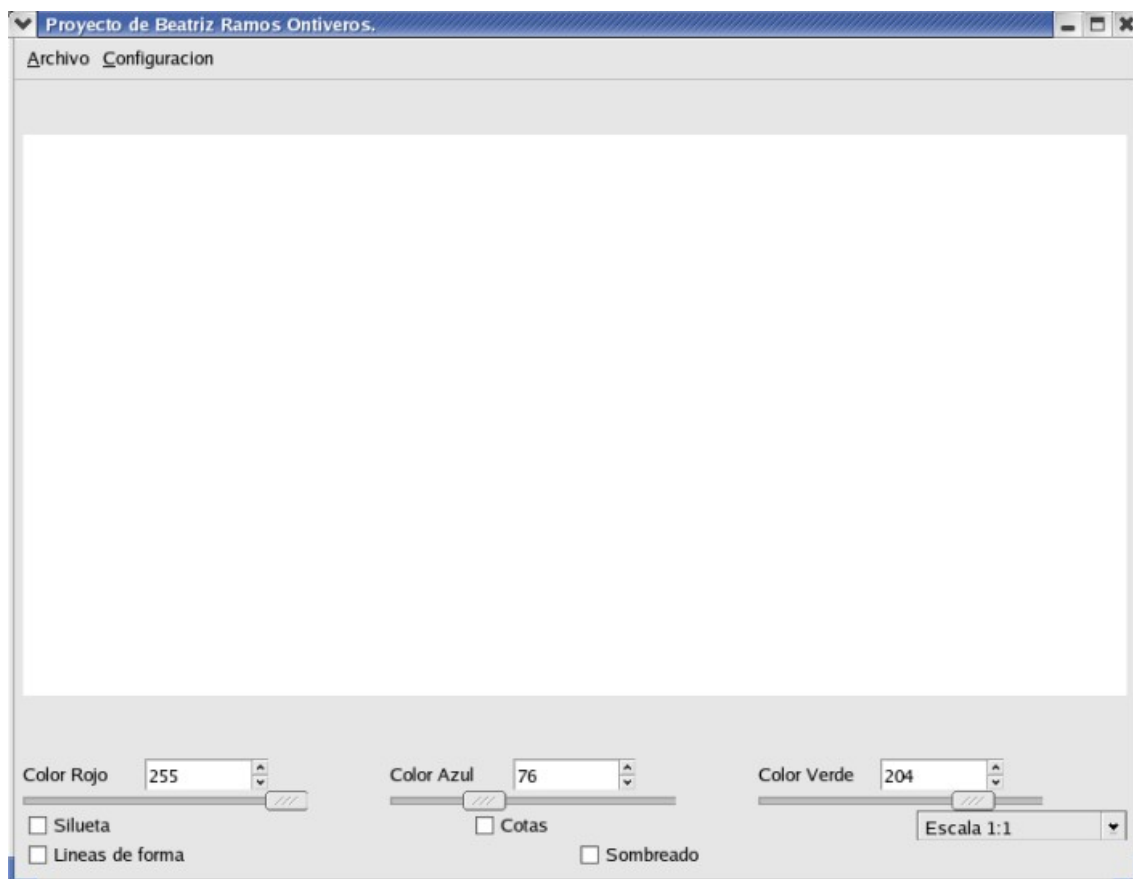 Proyecto de Beatriz Ramos Ontiveros.
Archivo Configuracion
Color Rojo 255 Color Azul 76 Color Verde 204
Silueta Cotas Escala 1:1
Lineas de forma Sombreado